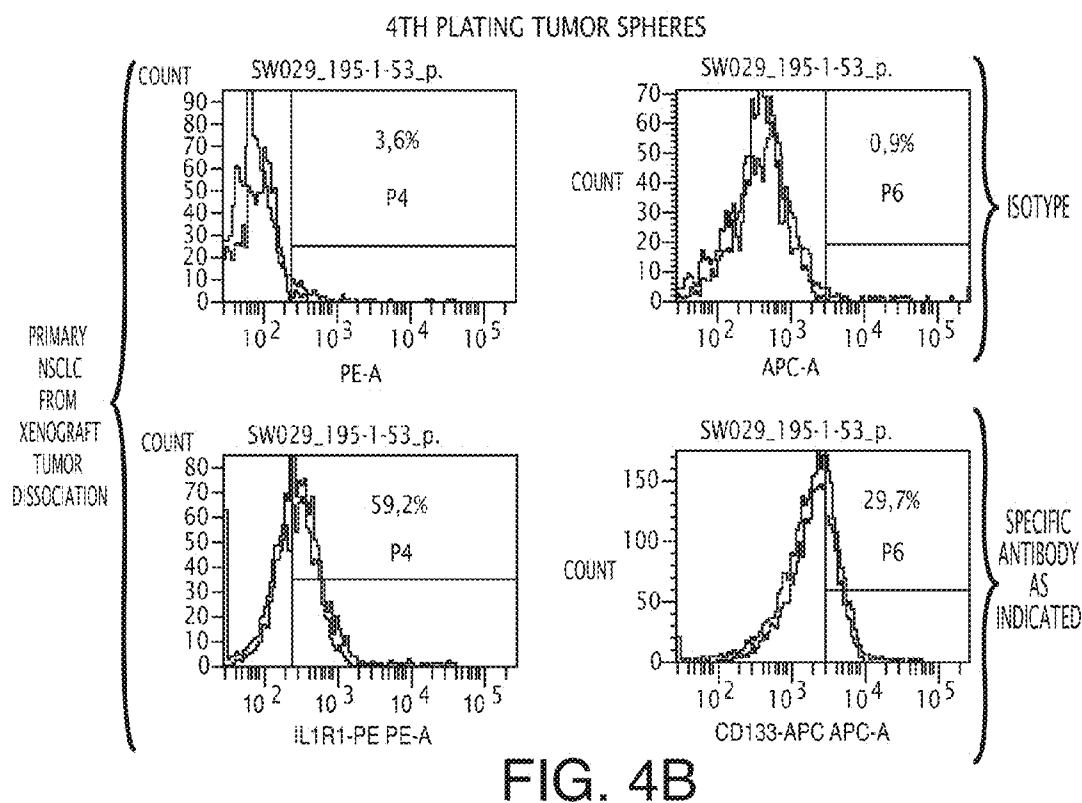 4TH PLATING TUMOR SPHERES
PRIMARY
NSCLC
FROM
XENOGRAFT
TUMOR
DISSOCIATION
COUNT
SW029_195-1-53_p.
90
80
70
60
50
40
30
20
10
0
3,6%
P4
10^2 10^3 10^4 10^5
PE-A
SW029_195-1-53_p.
COUNT
70
60
50
40
30
20
10
0
0,9%
P6
10^2 10^3 10^4 10^5
APC-A
ISOTYPE
COUNT
SW029_195-1-53_p.
80
70
60
50
40
30
20
10
0
59,2%
P4
10^2 10^3 10^4 10^5
IL1R1-PE PE-A
SW029_195-1-53_p.
COUNT
150
100
50
0
29,7%
P6
10^2 10^3 10^4 10^5
CD133-APC APC-A
SPECIFIC
ANTIBODY
AS
INDICATED
FIG. 4B